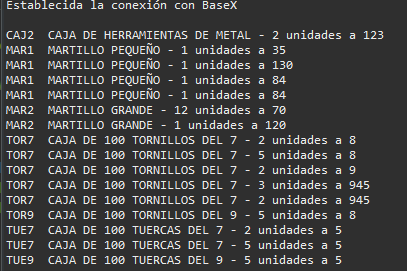 Establecida la conexión con BaseX
CAJ2 CAJA DE HERRAMIENTAS DE METAL - 2 unidades a 123
MAR1 MARTILLO PEQUEÑO - 1 unidades a 35
MAR1 MARTILLO PEQUEÑO - 1 unidades a 130
MAR1 MARTILLO PEQUEÑO - 1 unidades a 84
MAR1 MARTILLO PEQUEÑO - 1 unidades a 84
MAR2 MARTILLO GRANDE - 12 unidades a 70
MAR2 MARTILLO GRANDE - 1 unidades a 120
TOR7 CAJA DE 100 TORNILLOS DEL 7 - 2 unidades a 8
TOR7 CAJA DE 100 TORNILLOS DEL 7 - 5 unidades a 8
TOR7 CAJA DE 100 TORNILLOS DEL 7 - 2 unidades a 9
TOR7 CAJA DE 100 TORNILLOS DEL 7 - 3 unidades a 945
TOR7 CAJA DE 100 TORNILLOS DEL 7 - 2 unidades a 945
TOR9 CAJA DE 100 TORNILLOS DEL 9 - 5 unidades a 8
TUE7 CAJA DE 100 TUERCAS DEL 7 - 2 unidades a 5
TUE7 CAJA DE 100 TUERCAS DEL 7 - 5 unidades a 5
TUE9 CAJA DE 100 TUERCAS DEL 9 - 5 unidades a 5